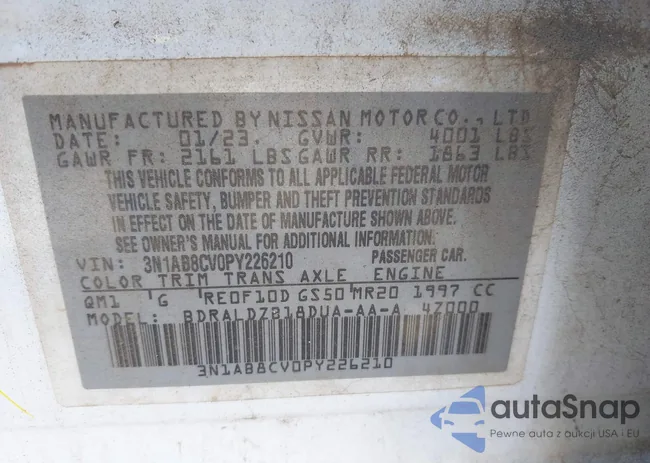 MANUFACTURED BY NISSAN MOTOR CO., LTD.
DATE: 01/23. GVWR: 4001 LBS
GAWR FR: 2161 LBS GAWR RR: 1863 LBS
THIS VEHICLE CONFORMS TO ALL APPLICABLE FEDERAL MOTOR
VEHICLE SAFETY, BUMPER AND THEFT PREVENTION STANDARDS
IN EFFECT ON THE DATE OF MANUFACTURE SHOWN ABOVE.
SEE OWNER'S MANUAL FOR ADDITIONAL INFORMATION.
VIN: 3N1AB8CV0PY226210 PASSENGER CAR.
COLOR TRIM TRANS AXLE ENGINE
QM1 G RE0F10D GS50 MR20 1997 CC
MODEL: BDRALDZB18DUA-AA-A 4Z000
3N1AB8CV0PY226210
autaSnap
Pewne auta z aukcji USA i EU